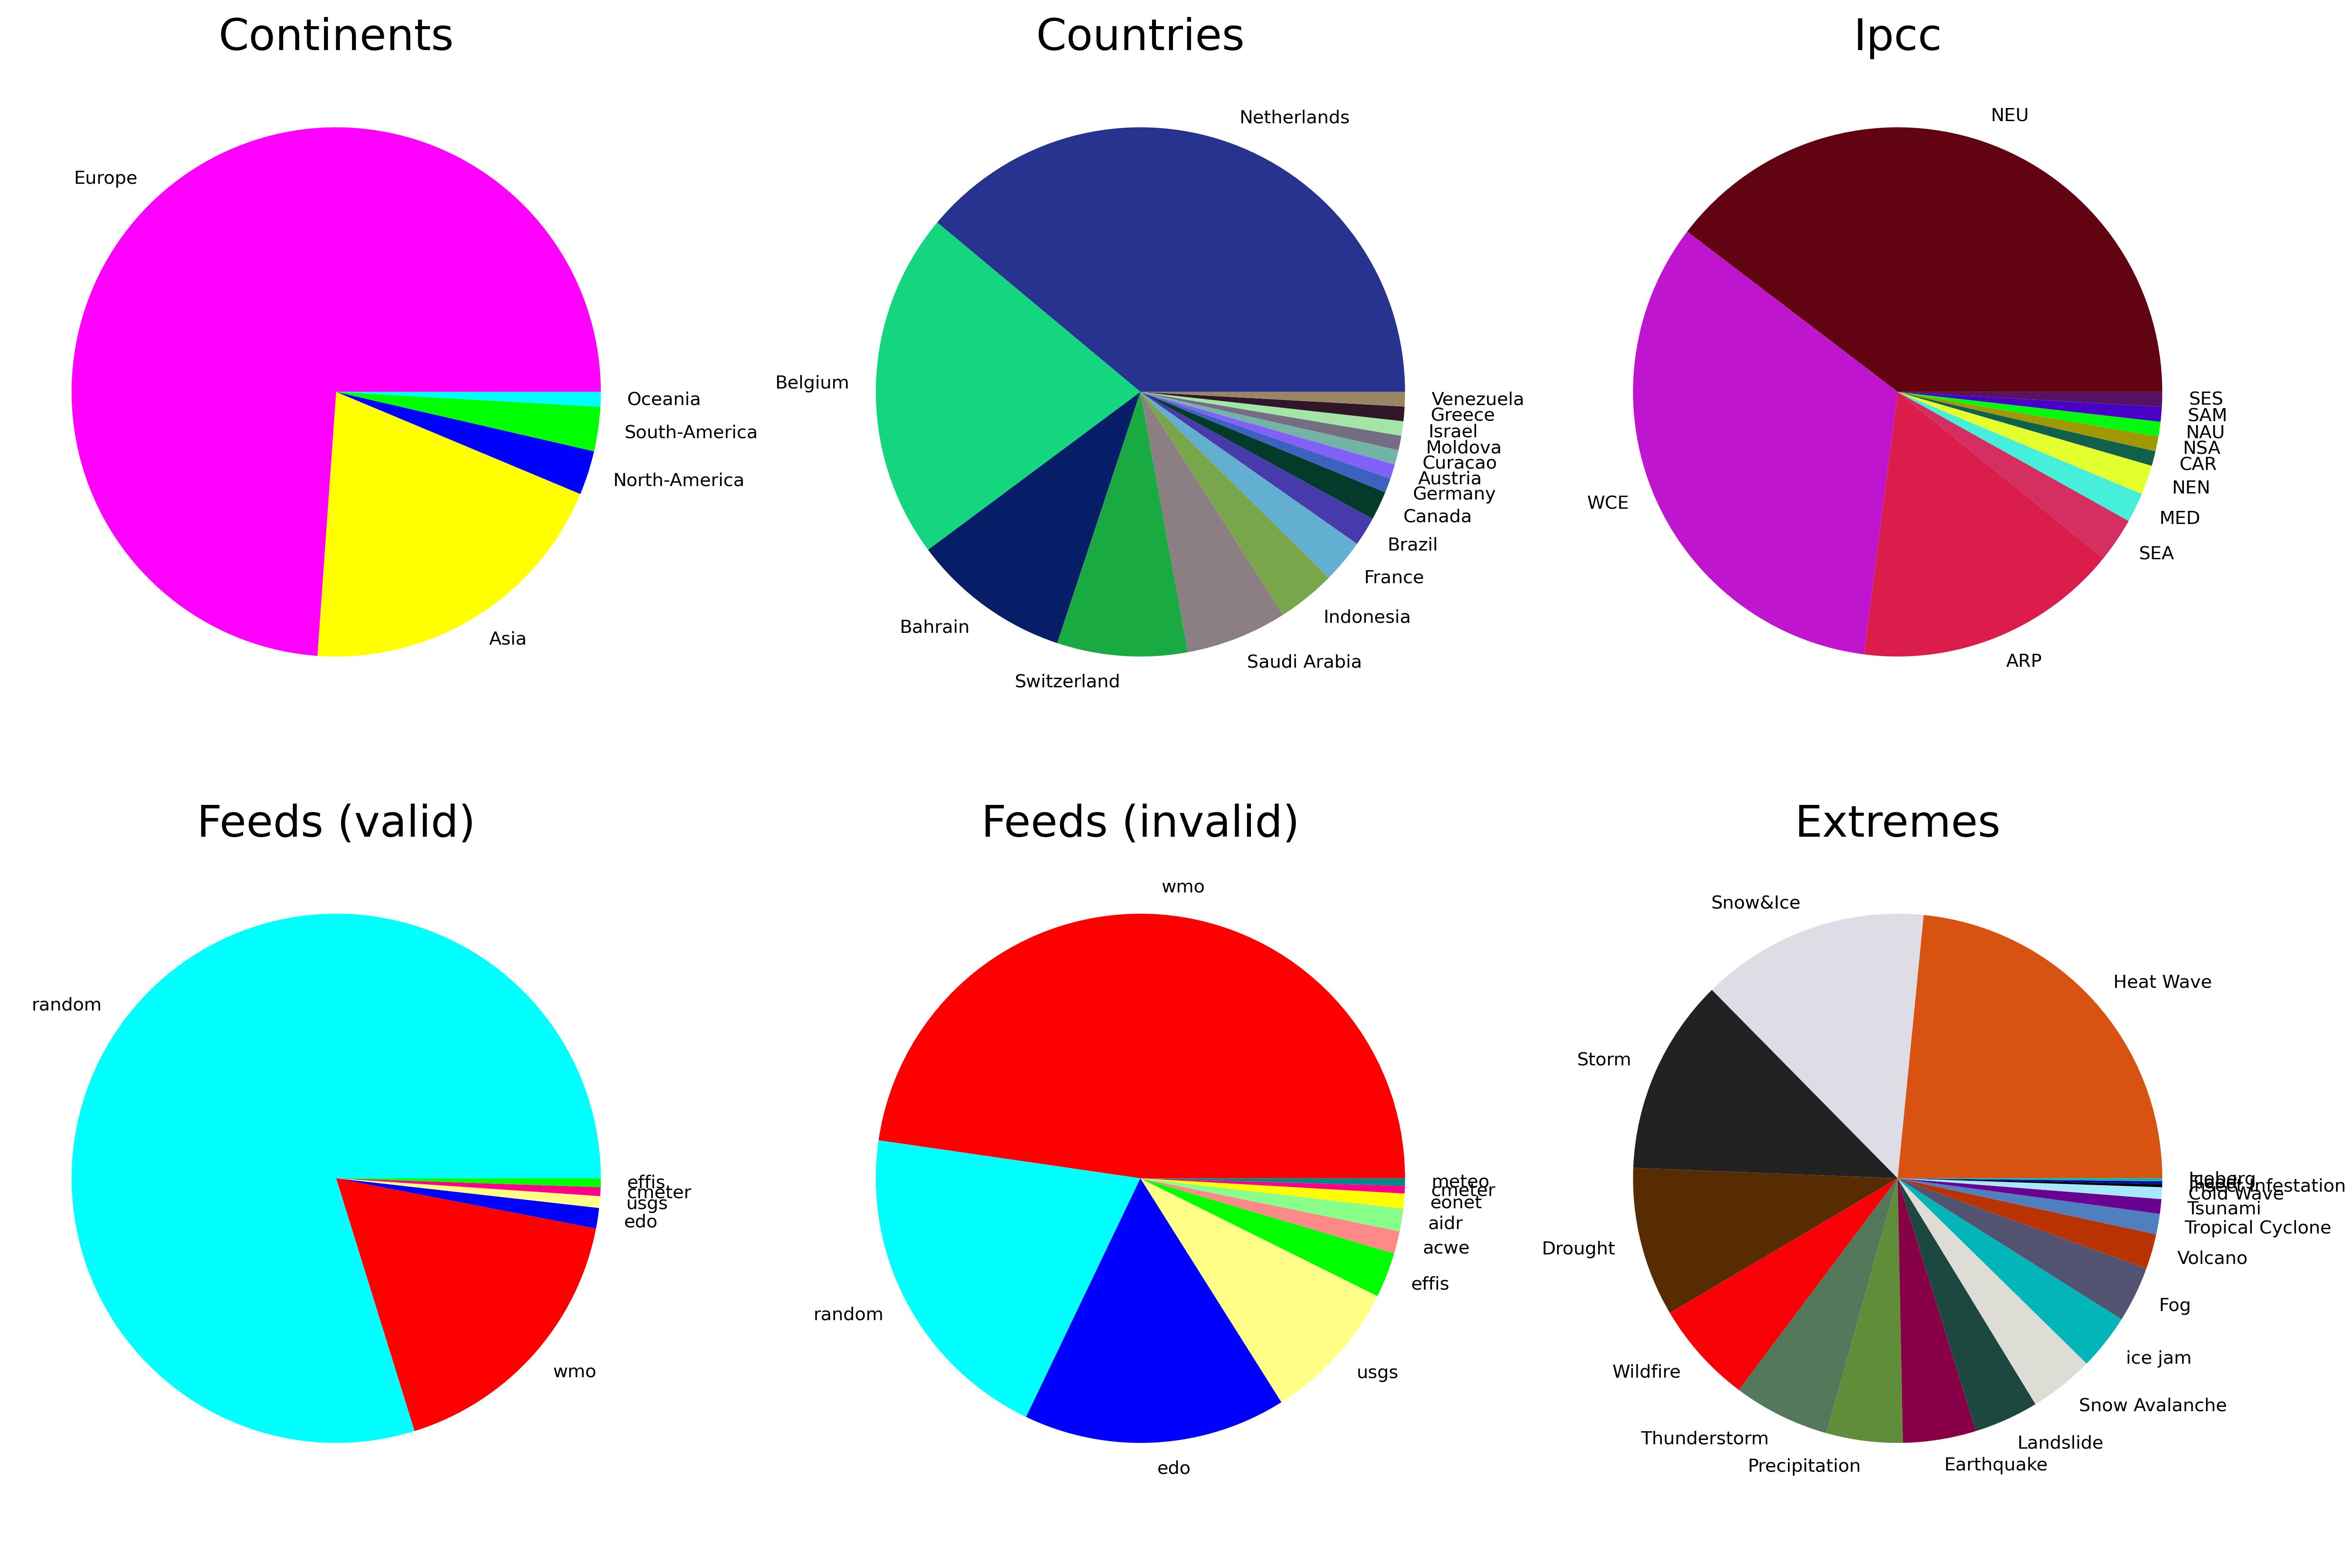 Continents
Europe
Asia
North-America
South-America
Oceania
Countries
Netherlands
Belgium
Bahrain
Switzerland
Saudi Arabia
Indonesia
France
Brazil
Canada
Germany
Austria
Curacao
Moldova
Israel
Greece
Venezuela
Ipcc
NEU
WCE
ARP
SEA
MED
NEN
CAR
NSA
NAU
SAM
SES
Feeds (valid)
random
wmo
edo
usgs
cmeter
effis
Feeds (invalid)
wmo
random
edo
usgs
effis
acwe
aidr
eonet
cmeter
meteo
Extremes
Heat Wave
Snow&Ice
Storm
Drought
Wildfire
Thunderstorm
Precipitation
Earthquake
Landslide
Snow Avalanche
ice jam
Fog
Volcano
Tropical Cyclone
Tsunami
Cold Wave
Insect Infestation
Iceberg